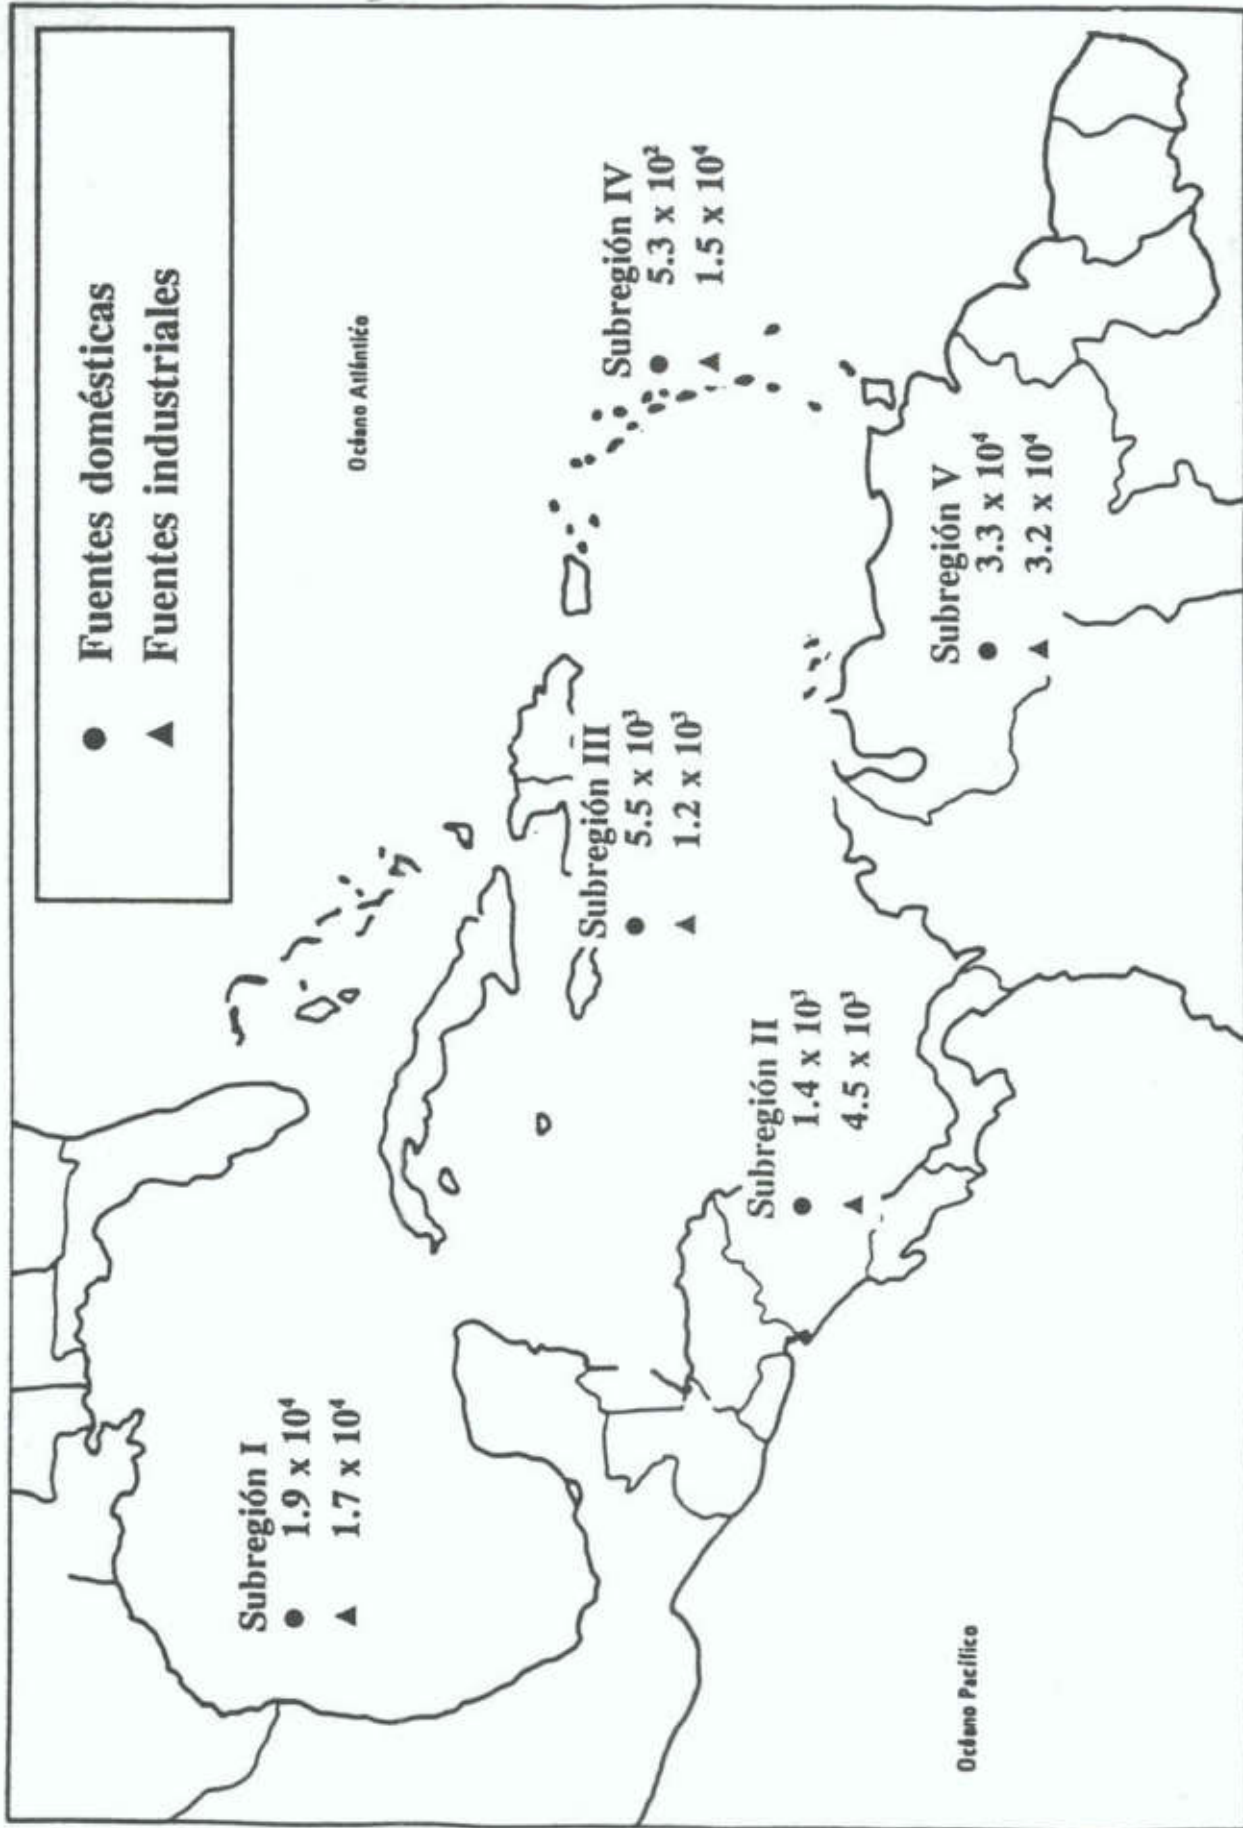 ● Fuentes domésticas
▲ Fuentes industriales
Océano Atlántico
Subregión I
● 1.9 x 10⁴
▲ 1.7 x 10⁴
Subregión II
● 1.4 x 10³
▲ 4.5 x 10³
Subregión III
● 5.5 x 10³
▲ 1.2 x 10³
Subregión IV
● 5.3 x 10²
▲ 1.5 x 10⁴
Subregión V
● 3.3 x 10⁴
▲ 3.2 x 10⁴
Océano Pacífico